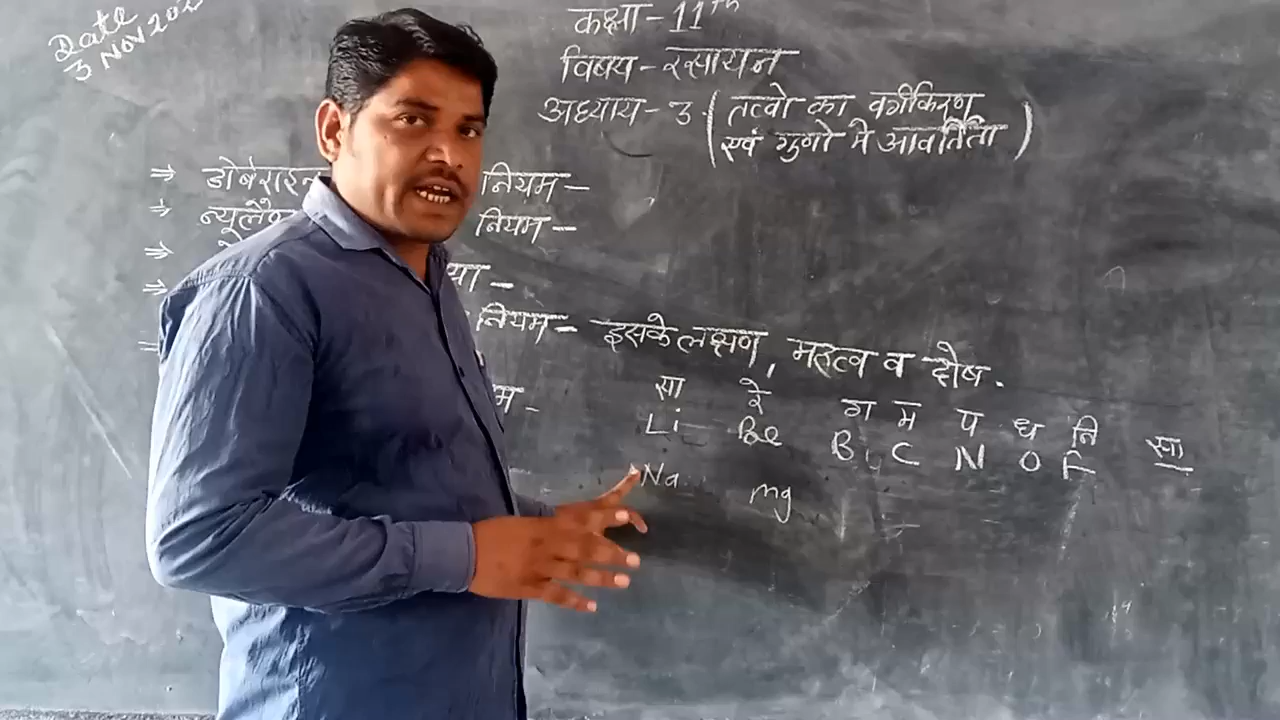 Date
3 NOV
कक्षा - 11th
विषय - रसायन
अध्याय - 3. ( तत्वो का वर्गीकरण
एवं गुणो मे आवर्तिता )
⇒ डोबेराइन नियम -
⇒ न्यूलैण्ड नियम -
⇒
⇒
नियम - इसके लक्षण, महत्व व दोष.
सा रे ग म प ध नि सा
Li Be B C N O F
Na mg